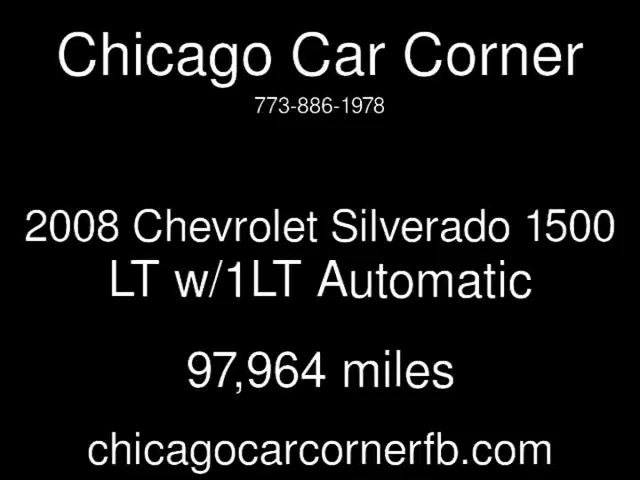 Chicago Car Corner
773-886-1978
2008 Chevrolet Silverado 1500
LT w/1LT Automatic
97,964 miles
chicagocarcornerfb.com